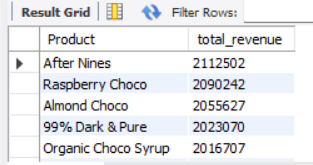 Result Grid Filter Rows:
Product total_revenue
After Nines 2112502
Raspberry Choco 2090242
Almond Choco 2055627
99% Dark & Pure 2023070
Organic Choco Syrup 2016707